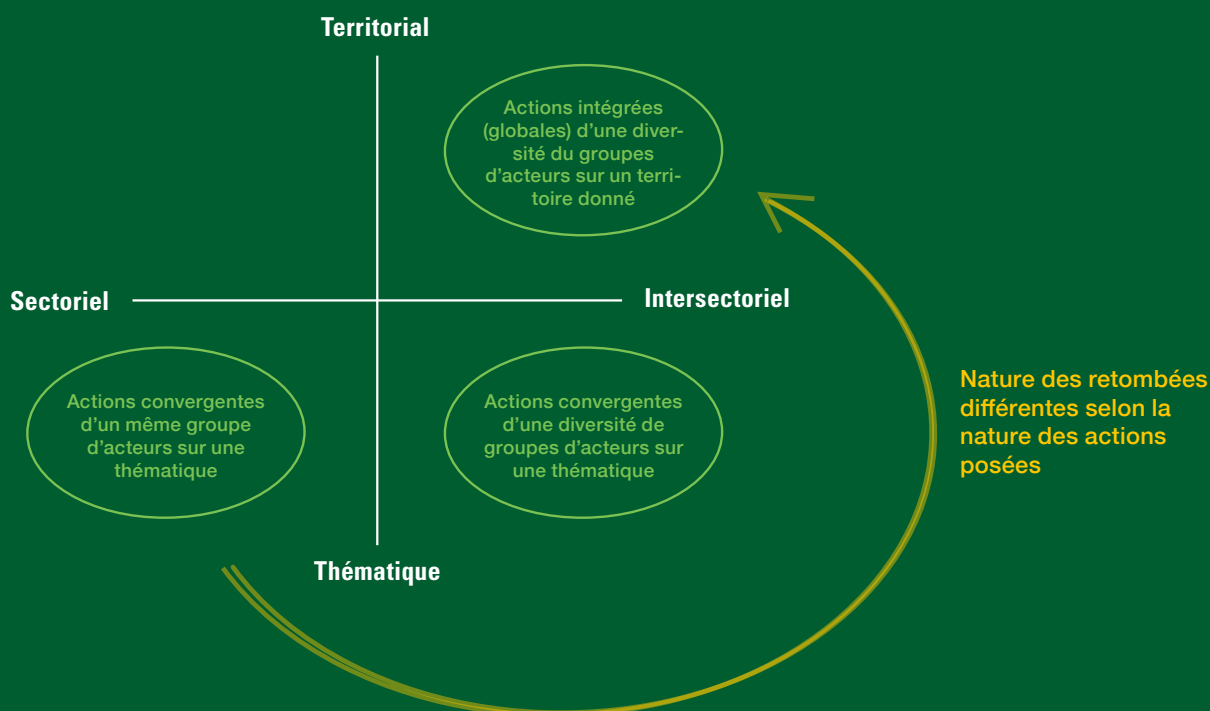 Territorial
Actions intégrées
(globales) d'une diver-
sité du groupes
d'acteurs sur un terri-
toire donné
Sectoriel
Intersectoriel
Actions convergentes
d'un même groupe
d'acteurs sur une
thématique
Actions convergentes
d'une diversité de
groupes d'acteurs sur
une thématique
Nature des retombées
différentes selon la
nature des actions
posées
Thématique